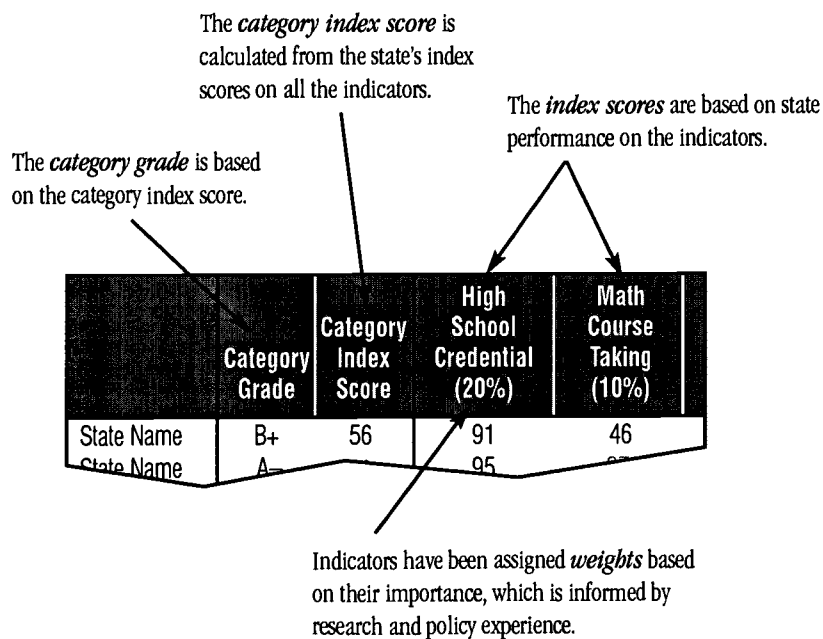 The category index score is
calculated from the state's index
scores on all the indicators.
The index scores are based on state
performance on the indicators.
The category grade is based
on the category index score.
Category
Grade
Category
Index
Score
High
School
Credential
(20%)
Math
Course
Taking
(10%)
State Name B+ 56 91 46
State Name A– 95
Indicators have been assigned weights based
on their importance, which is informed by
research and policy experience.